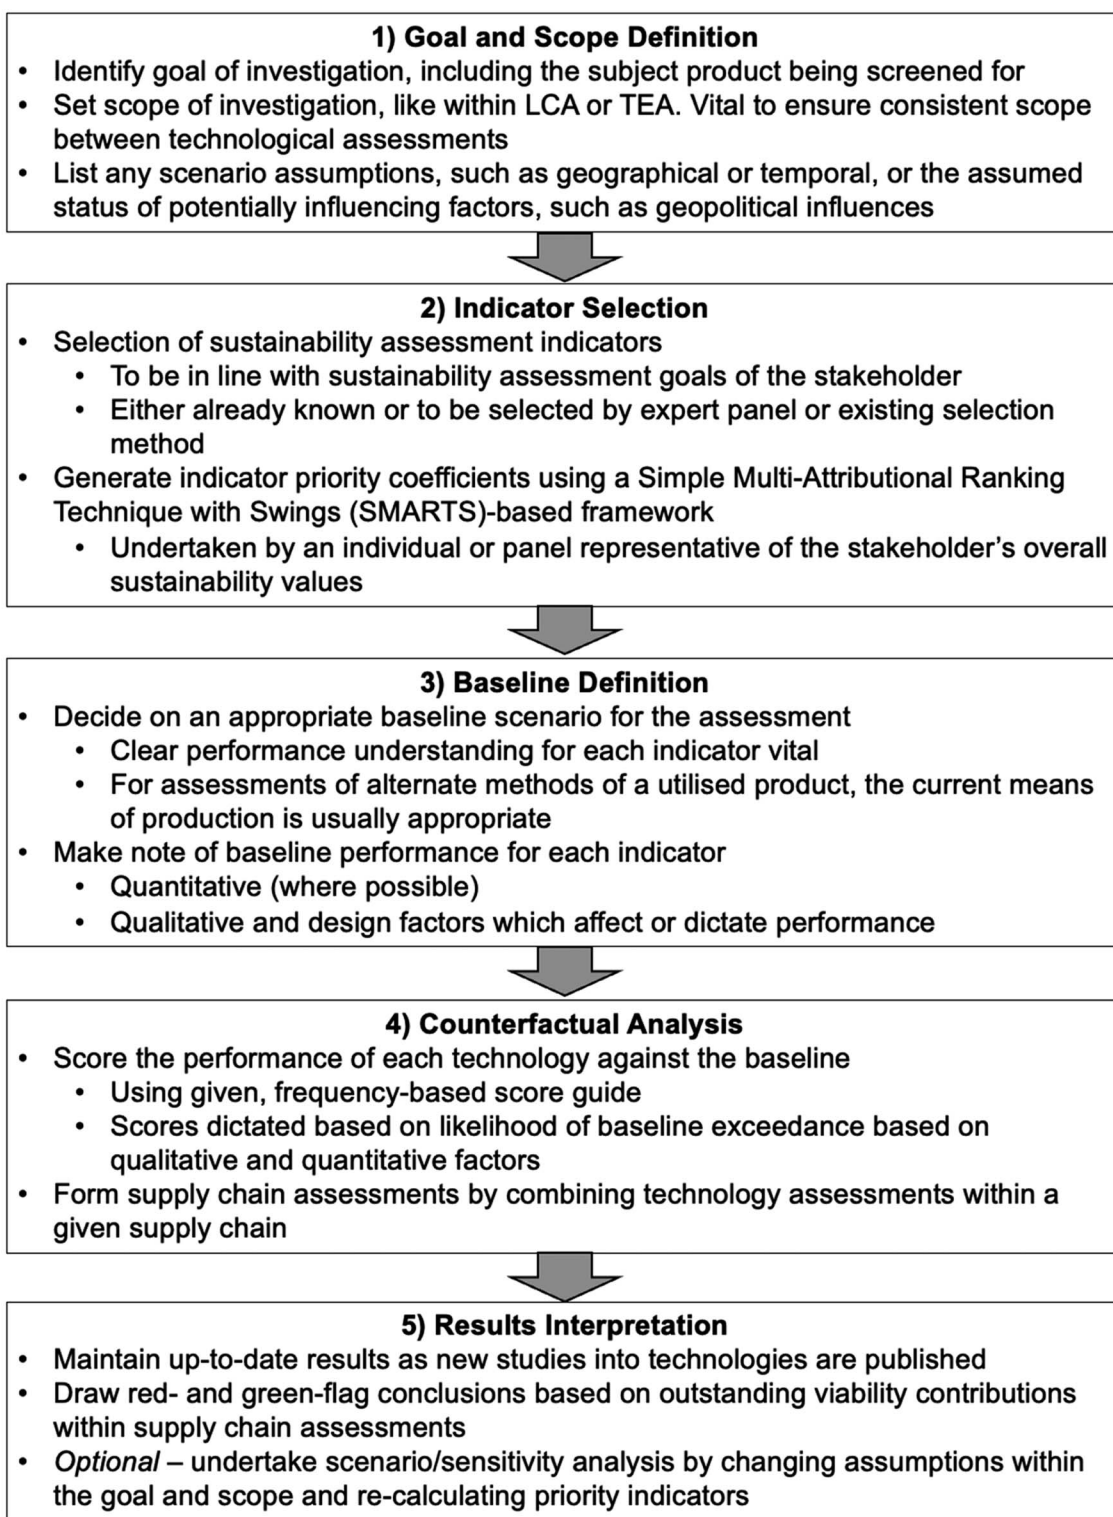 1) Goal and Scope Definition
• Identify goal of investigation, including the subject product being screened for
• Set scope of investigation, like within LCA or TEA. Vital to ensure consistent scope
between technological assessments
• List any scenario assumptions, such as geographical or temporal, or the assumed
status of potentially influencing factors, such as geopolitical influences
2) Indicator Selection
• Selection of sustainability assessment indicators
• To be in line with sustainability assessment goals of the stakeholder
• Either already known or to be selected by expert panel or existing selection
method
• Generate indicator priority coefficients using a Simple Multi-Attributional Ranking
Technique with Swings (SMARTS)-based framework
• Undertaken by an individual or panel representative of the stakeholder's overall
sustainability values
3) Baseline Definition
• Decide on an appropriate baseline scenario for the assessment
• Clear performance understanding for each indicator vital
• For assessments of alternate methods of a utilised product, the current means
of production is usually appropriate
• Make note of baseline performance for each indicator
• Quantitative (where possible)
• Qualitative and design factors which affect or dictate performance
4) Counterfactual Analysis
• Score the performance of each technology against the baseline
• Using given, frequency-based score guide
• Scores dictated based on likelihood of baseline exceedance based on
qualitative and quantitative factors
• Form supply chain assessments by combining technology assessments within a
given supply chain
5) Results Interpretation
• Maintain up-to-date results as new studies into technologies are published
• Draw red- and green-flag conclusions based on outstanding viability contributions
within supply chain assessments
• Optional – undertake scenario/sensitivity analysis by changing assumptions within
the goal and scope and re-calculating priority indicators